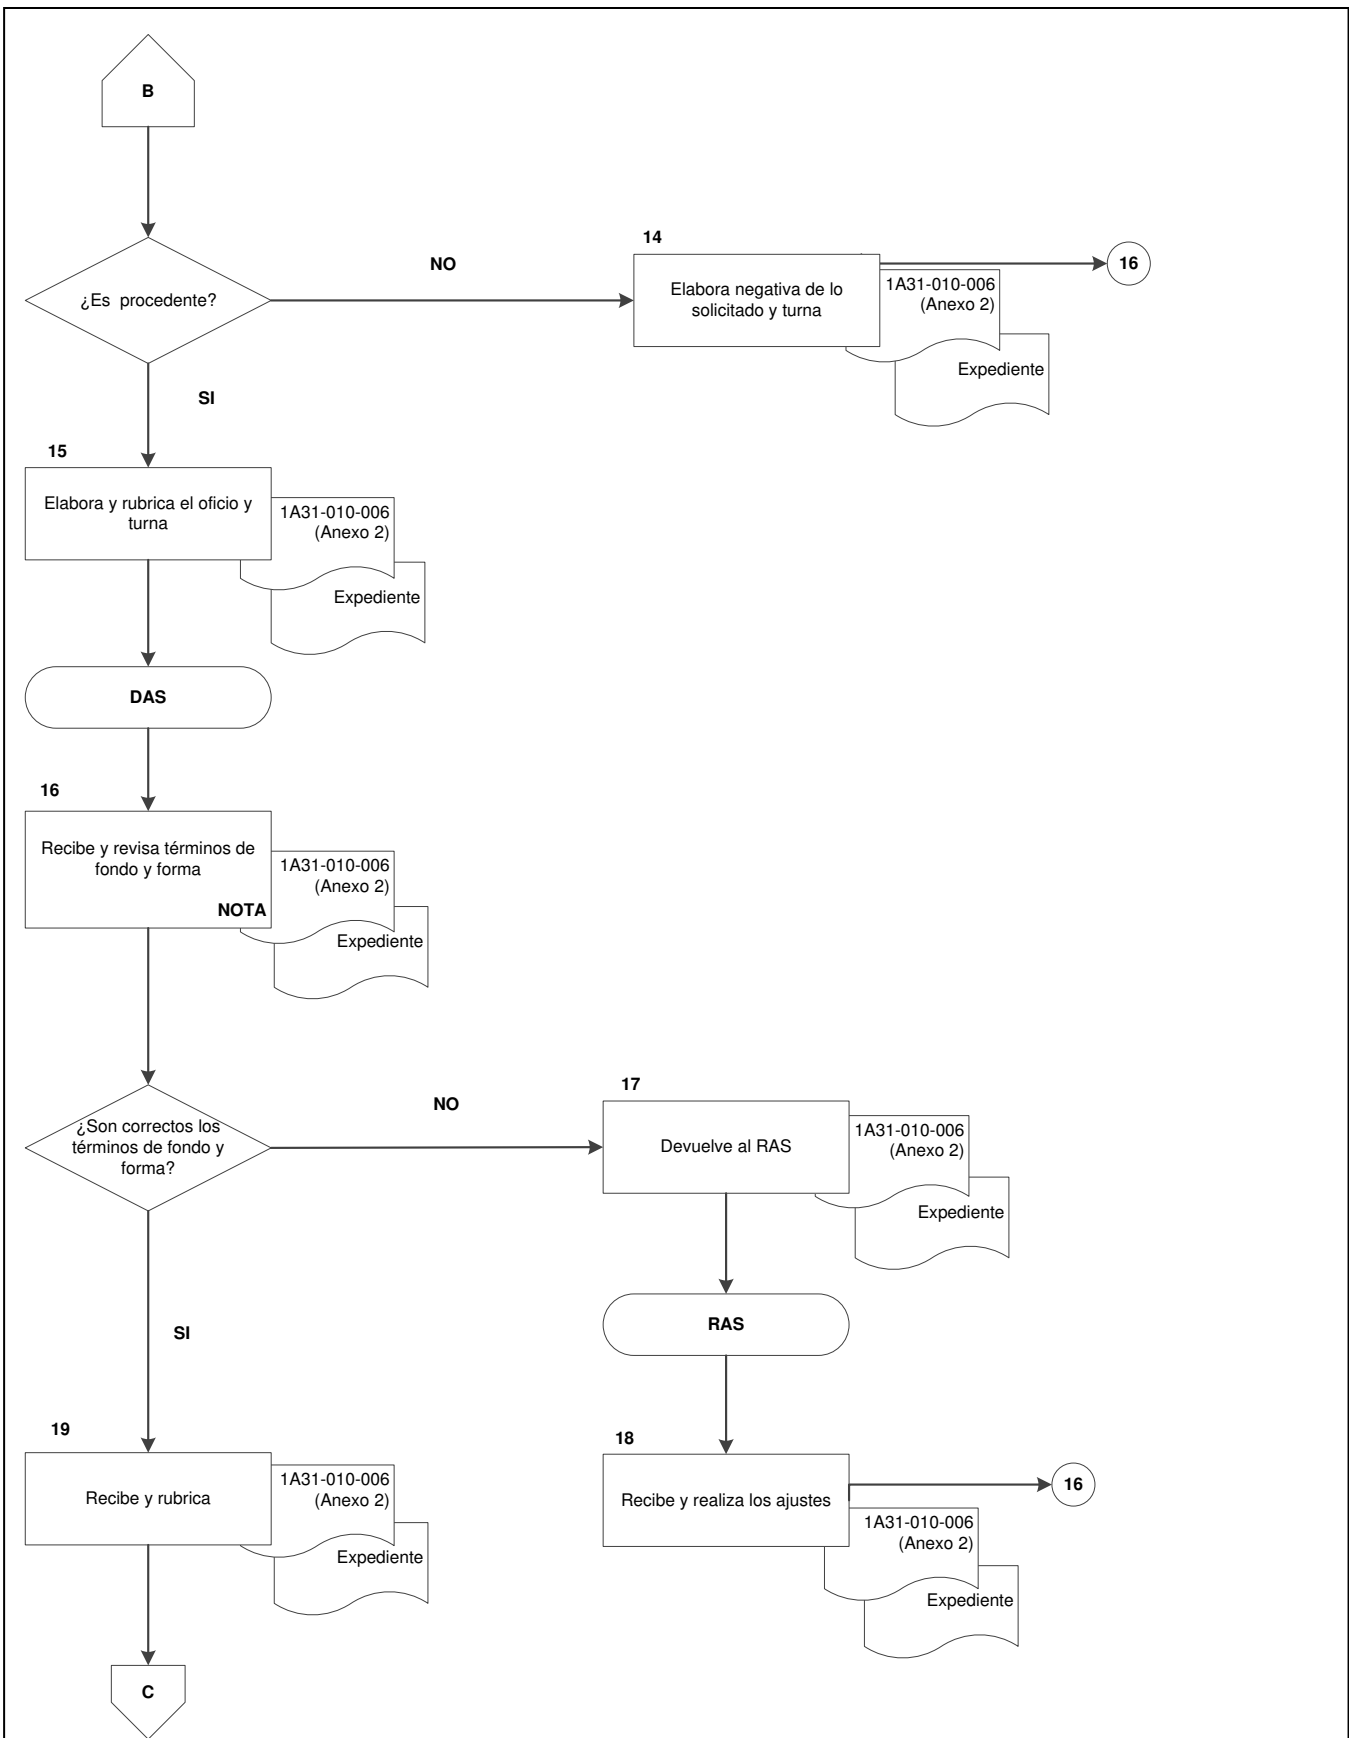 B
14
NO
16
¿Es procedente?
Elabora negativa de lo
solicitado y turna
1A31-010-006
(Anexo 2)
Expediente
SI
15
Elabora y rubrica el oficio y
turna
1A31-010-006
(Anexo 2)
Expediente
DAS
16
Recibe y revisa términos de
fondo y forma
NOTA
1A31-010-006
(Anexo 2)
Expediente
17
NO
¿Son correctos los
términos de fondo y
forma?
Devuelve al RAS
1A31-010-006
(Anexo 2)
Expediente
RAS
SI
19
Recibe y rubrica
1A31-010-006
(Anexo 2)
Expediente
18
Recibe y realiza los ajustes
16
1A31-010-006
(Anexo 2)
Expediente
C